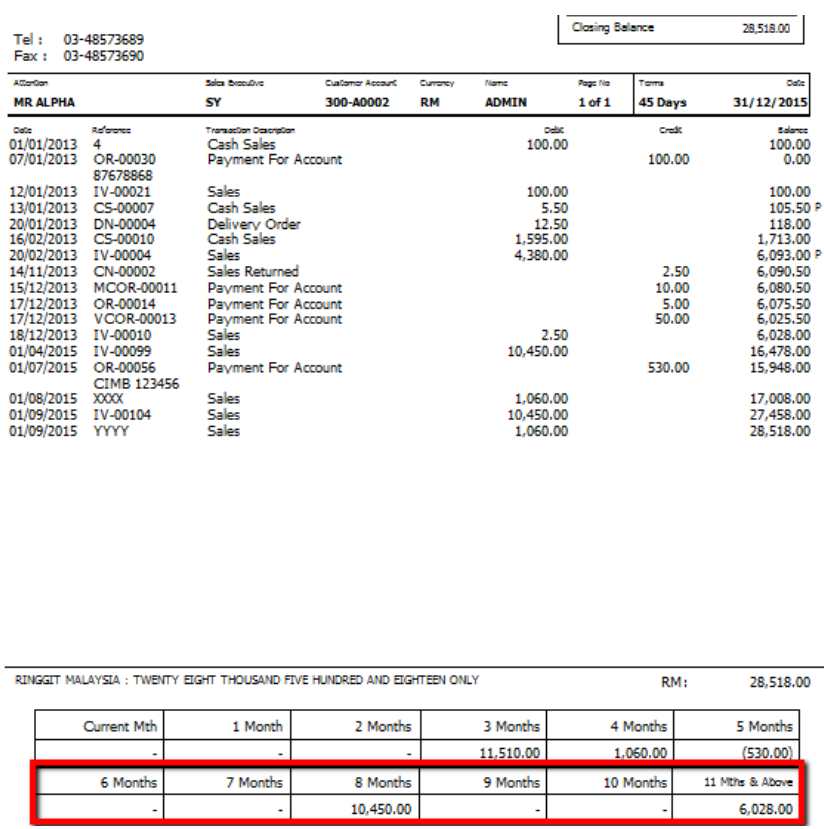 Closing Balance 28,518.00
Tel : 03-48573689
Fax : 03-48573690
Attention Sales Executive Customer Account Currency Name Page No Terms Date
MR ALPHA SY 300-A0002 RM ADMIN 1 of 1 45 Days 31/12/2015
Date Reference Transaction Description Debit Credit Balance
01/01/2013 4 Cash Sales 100.00 100.00
07/01/2013 OR-00030 Payment For Account 100.00 0.00
87678868
12/01/2013 IV-00021 Sales 100.00 100.00
13/01/2013 CS-00007 Cash Sales 5.50 105.50 P
20/01/2013 DN-00004 Delivery Order 12.50 118.00
16/02/2013 CS-00010 Cash Sales 1,595.00 1,713.00
20/02/2013 IV-00004 Sales 4,380.00 6,093.00 P
14/11/2013 CN-00002 Sales Returned 2.50 6,090.50
15/12/2013 MCOR-00011 Payment For Account 10.00 6,080.50
17/12/2013 OR-00014 Payment For Account 5.00 6,075.50
17/12/2013 VCOR-00013 Payment For Account 50.00 6,025.50
18/12/2013 IV-00010 Sales 2.50 6,028.00
01/04/2015 IV-00099 Sales 10,450.00 16,478.00
01/07/2015 OR-00056 Payment For Account 530.00 15,948.00
CIMB 123456
01/08/2015 XXXX Sales 1,060.00 17,008.00
01/09/2015 IV-00104 Sales 10,450.00 27,458.00
01/09/2015 YYYY Sales 1,060.00 28,518.00
RINGGIT MALAYSIA : TWENTY EIGHT THOUSAND FIVE HUNDRED AND EIGHTEEN ONLY RM: 28,518.00
Current Mth 1 Month 2 Months 3 Months 4 Months 5 Months
- - - 11,510.00 1,060.00 (530.00)
6 Months 7 Months 8 Months 9 Months 10 Months 11 Mths & Above
- - 10,450.00 - - 6,028.00